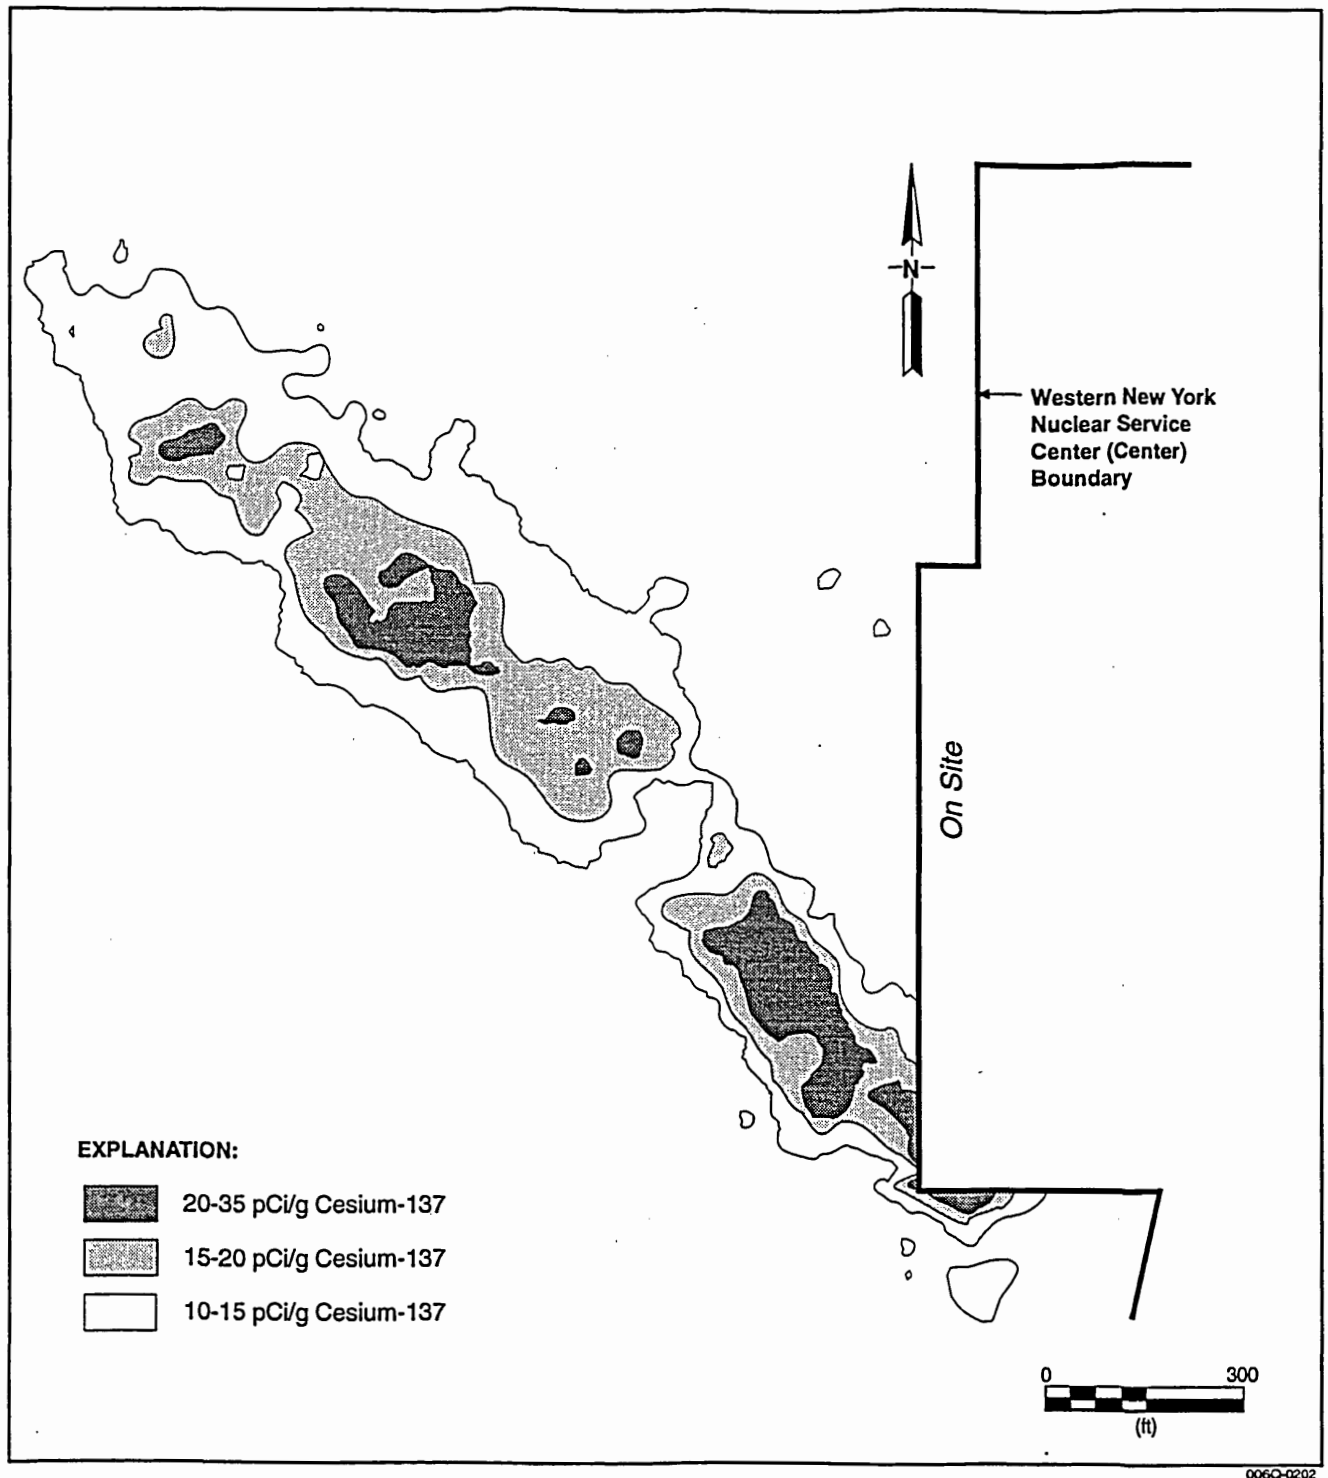 N
Western New York
Nuclear Service
Center (Center)
Boundary
On Site
EXPLANATION:
20-35 pCi/g Cesium-137
15-20 pCi/g Cesium-137
10-15 pCi/g Cesium-137
0 300
(ft)
006Q-0202